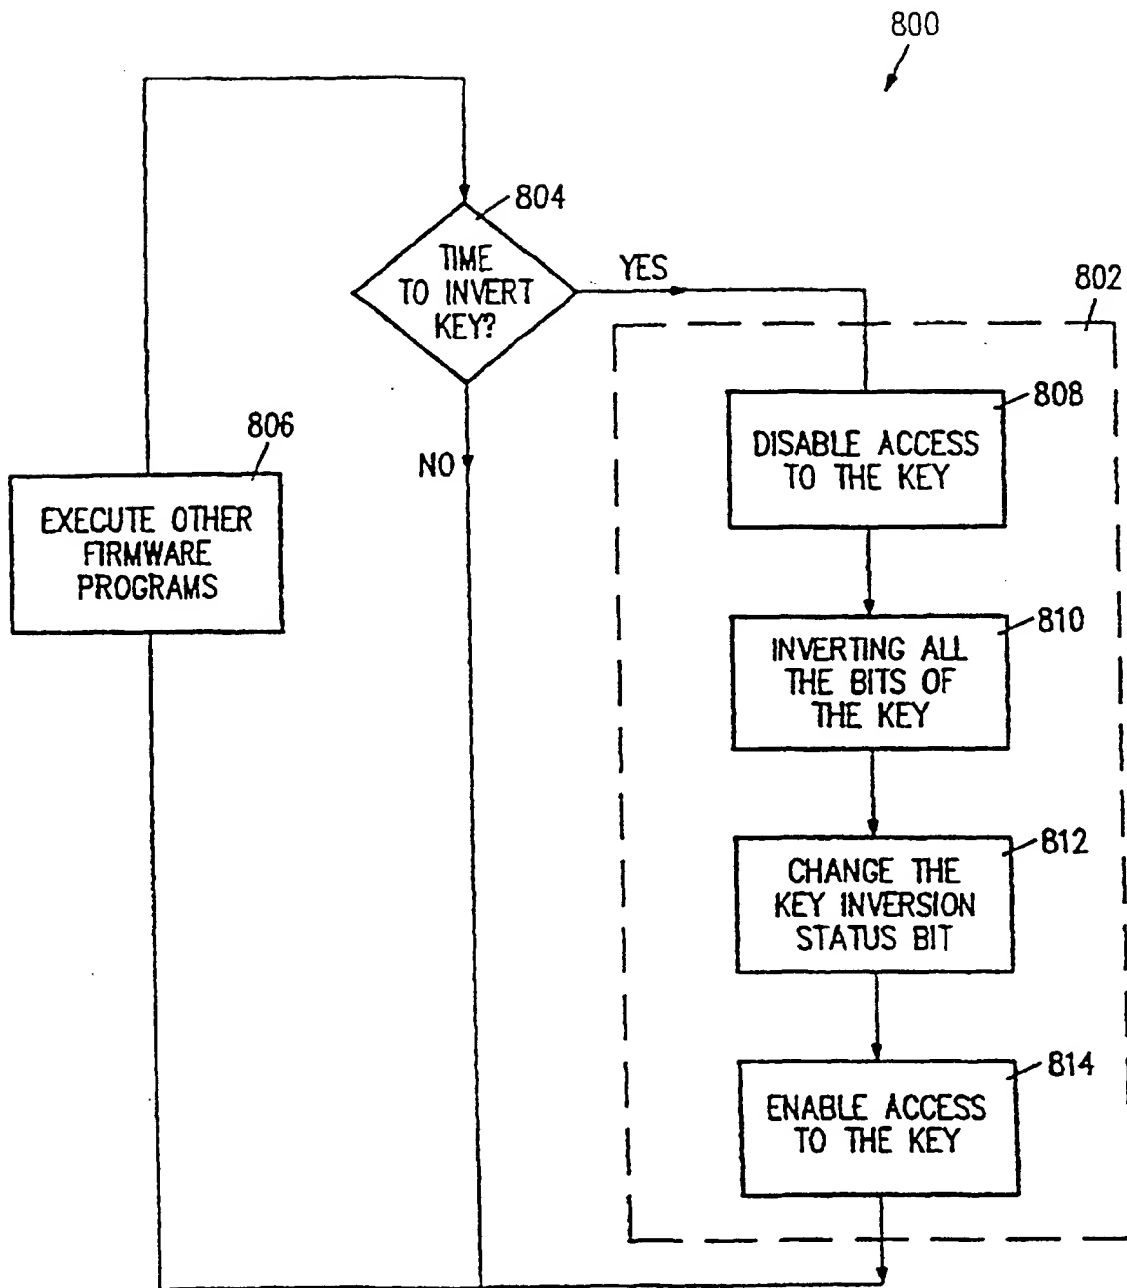 800
804
TIME
TO INVERT
KEY?
YES
802
808
DISABLE ACCESS
TO THE KEY
806
NO
EXECUTE OTHER
FIRMWARE
PROGRAMS
810
INVERTING ALL
THE BITS OF
THE KEY
812
CHANGE THE
KEY INVERSION
STATUS BIT
814
ENABLE ACCESS
TO THE KEY